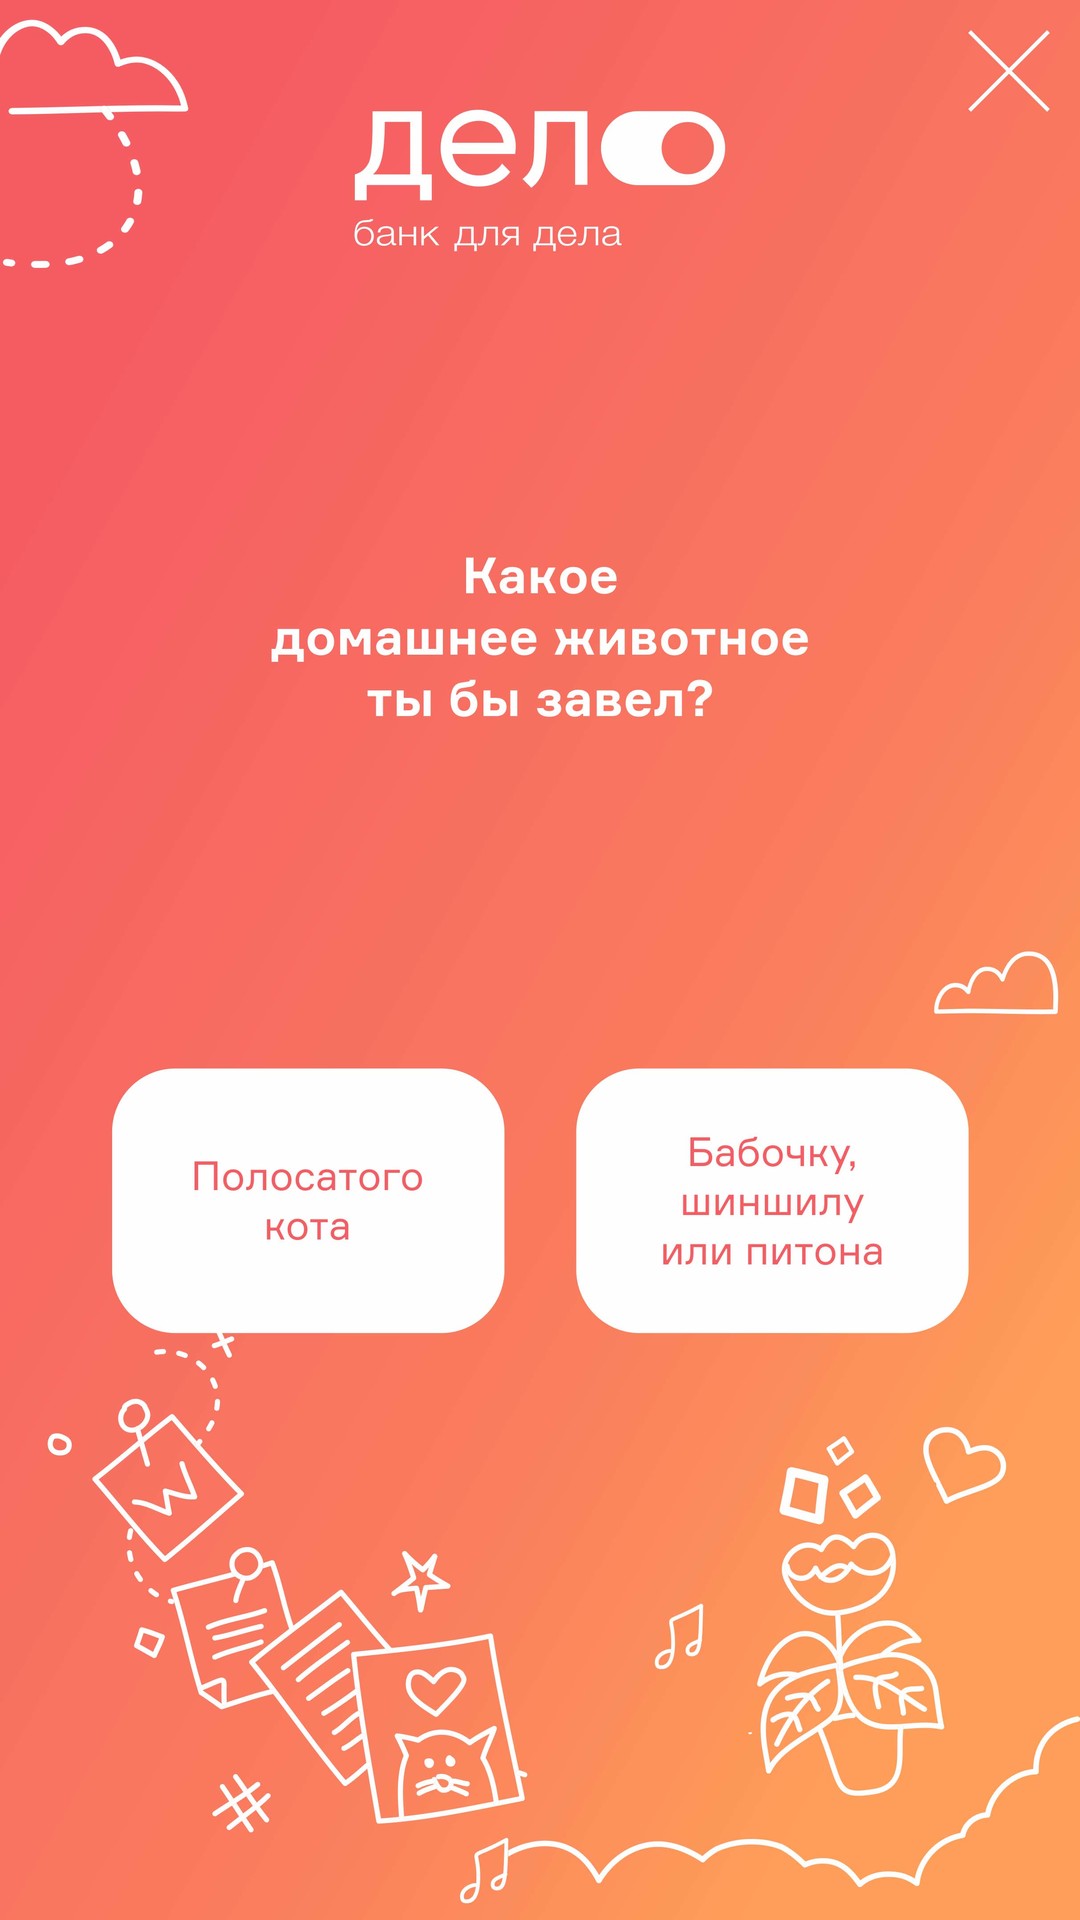 дело
банк для дела
Какое
домашнее животное
ты бы завел?
Полосатого
кота
Бабочку,
шиншилу
или питона